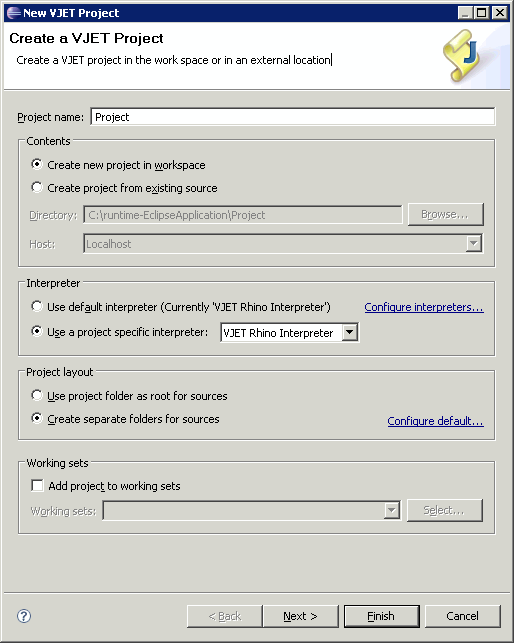 New VJET Project
Create a VJET Project
Create a VJET project in the work space or in an external location
J
Project name: Project
Contents
Create new project in workspace
Create project from existing source
Directory: C:\runtime-EclipseApplication\Project Browse...
Host: Localhost
Interpreter
Use default interpreter (Currently 'VJET Rhino Interpreter') Configure interpreters...
Use a project specific interpreter: VJET Rhino Interpreter
Project layout
Use project folder as root for sources
Create separate folders for sources Configure default...
Working sets
Add project to working sets
Working sets: Select...
? < Back Next > Finish Cancel